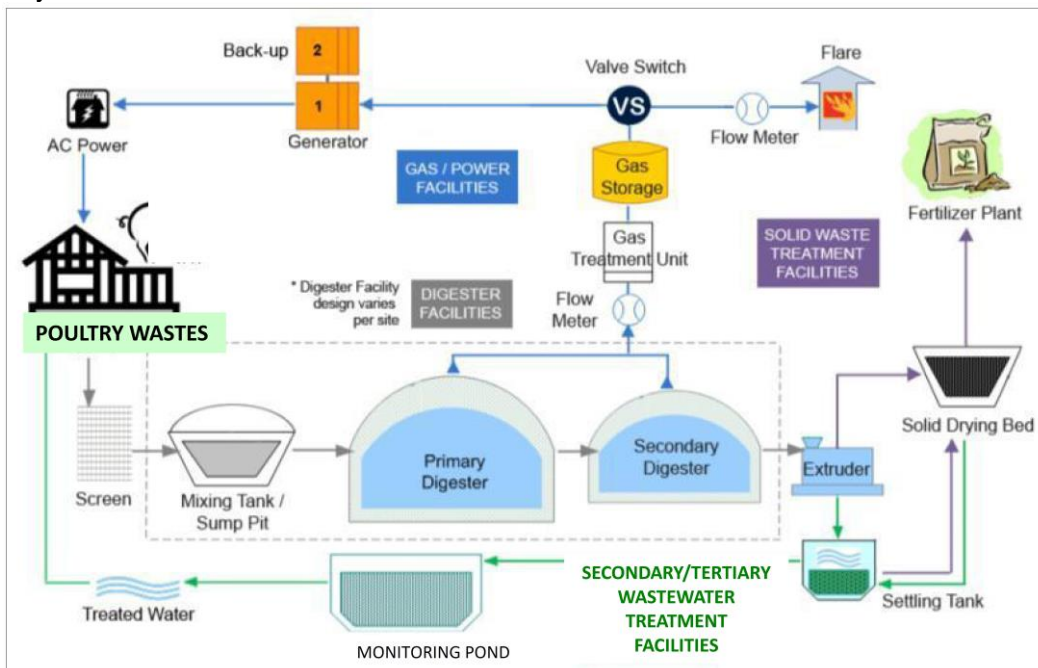 Back-up
2
1
Generator
AC Power
Valve Switch
VS
Flow Meter
Flare
GAS / POWER
FACILITIES
Gas
Storage
Gas
Treatment Unit
Flow
Meter
SOLID WASTE
TREATMENT
FACILITIES
Fertilizer Plant
* Digester Facility
design varies
per site
DIGESTER
FACILITIES
POULTRY WASTES
Screen
Mixing Tank /
Sump Pit
Primary
Digester
Secondary
Digester
Extruder
Solid Drying Bed
Settling Tank
SECONDARY/TERTIARY
WASTEWATER
TREATMENT
FACILITIES
Treated Water
MONITORING POND